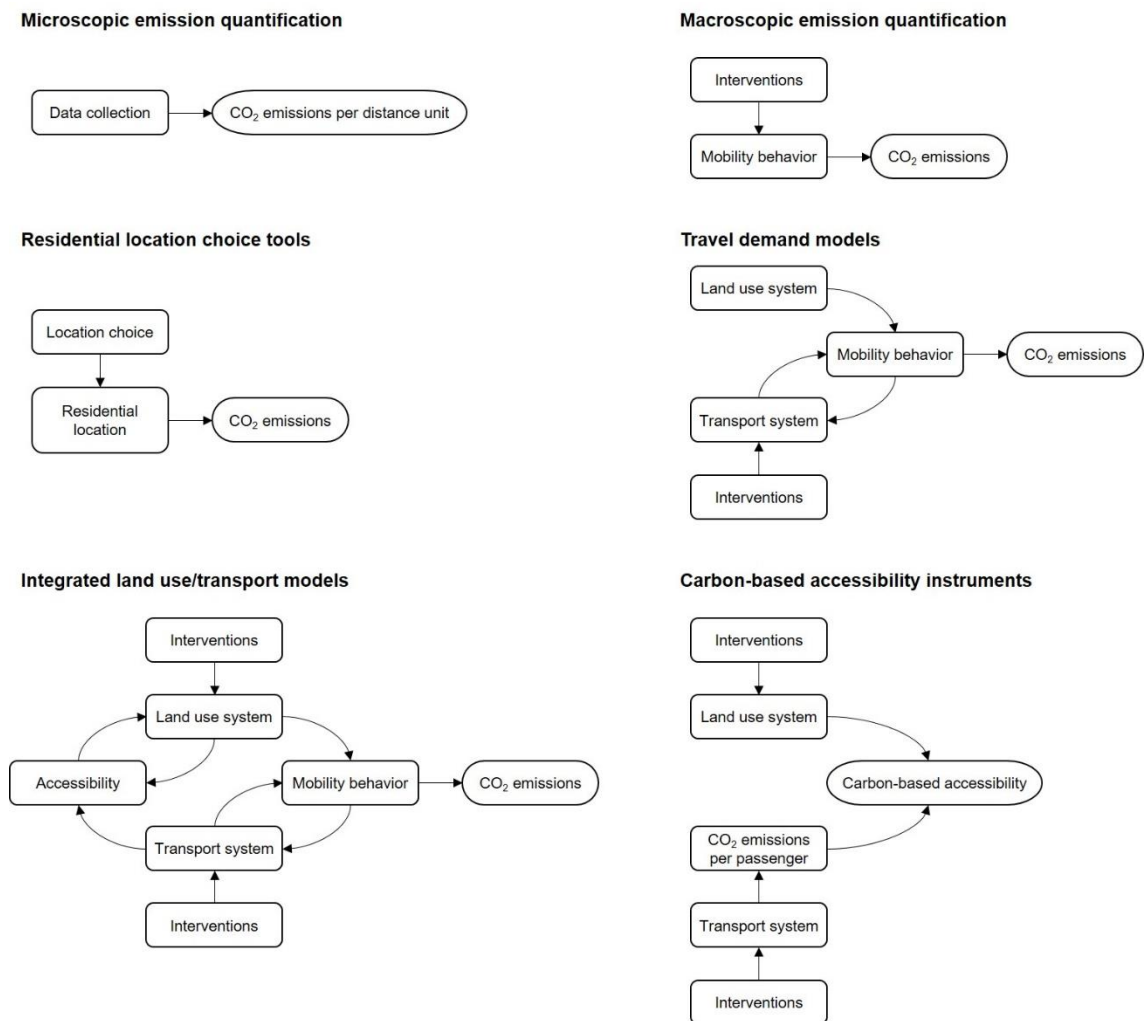 Microscopic emission quantification
Data collection
CO₂ emissions per distance unit
Macroscopic emission quantification
Interventions
Mobility behavior
CO₂ emissions
Residential location choice tools
Location choice
Residential
location
CO₂ emissions
Travel demand models
Land use system
Mobility behavior
CO₂ emissions
Transport system
Interventions
Integrated land use/transport models
Interventions
Land use system
Accessibility
Mobility behavior
CO₂ emissions
Transport system
Interventions
Carbon-based accessibility instruments
Interventions
Land use system
Carbon-based accessibility
CO₂ emissions
per passenger
Transport system
Interventions